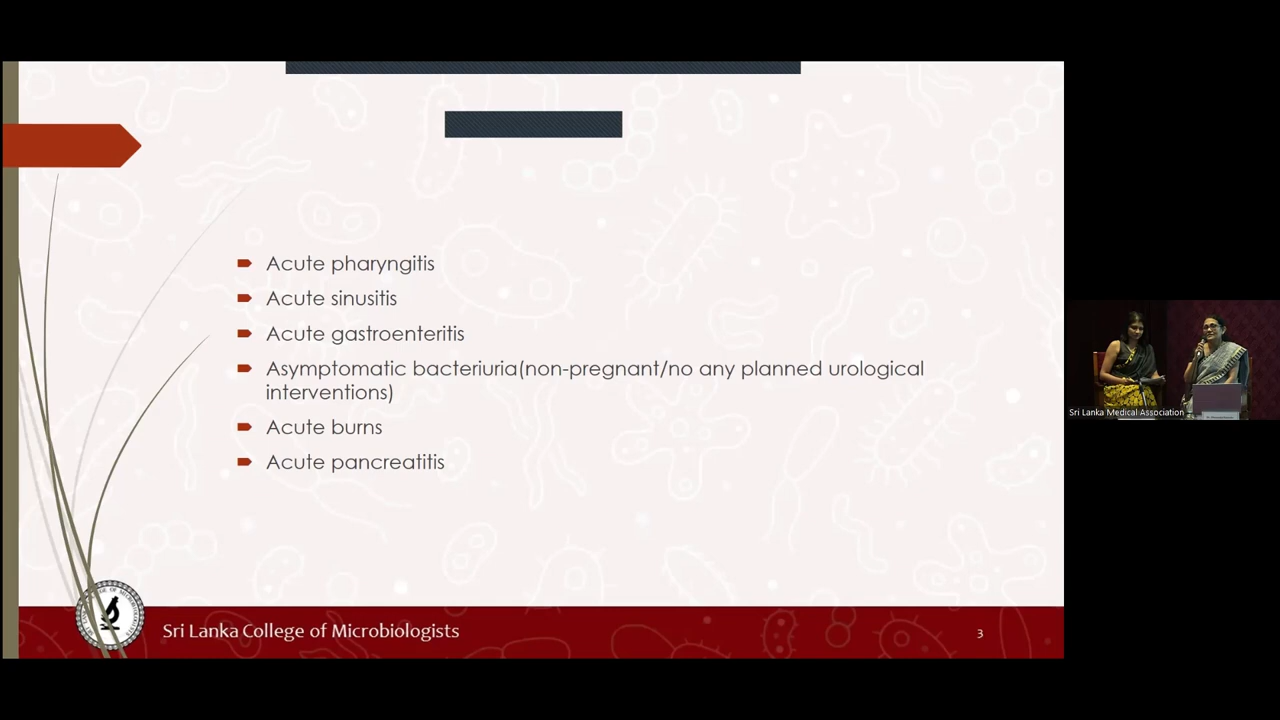 Acute pharyngitis
Acute sinusitis
Acute gastroenteritis
Asymptomatic bacteriuria(non-pregnant/no any planned urological
interventions)
Acute burns
Acute pancreatitis
Sri Lanka College of Microbiologists
3
Sri Lanka Medical Association